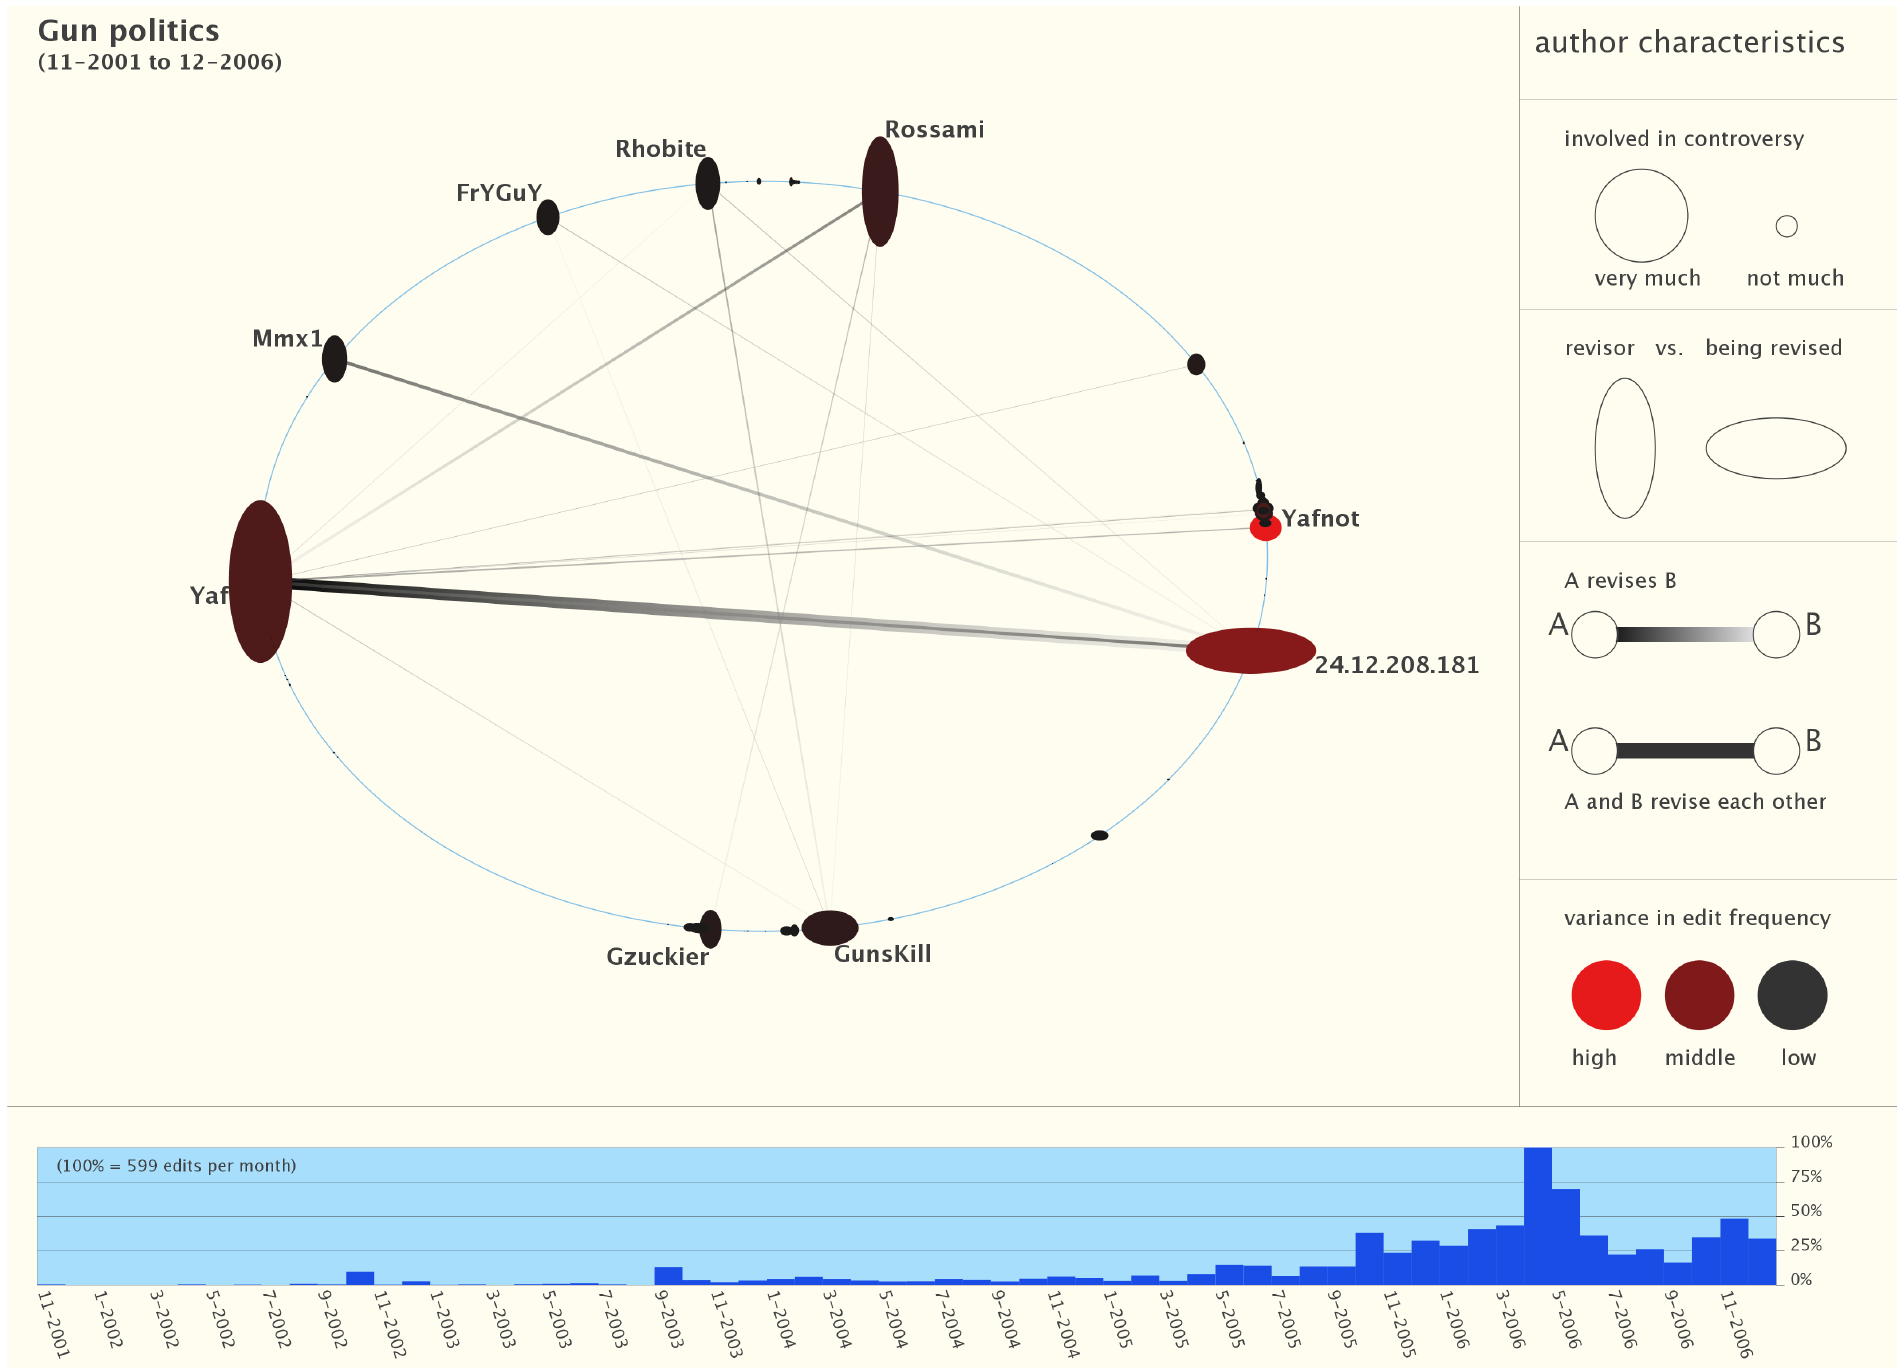 Gun politics
(11-2001 to 12-2006)
Rossami
Rhobite
FrYGuY
Mmx1
Yafnot
Yaf
24.12.208.181
Gzuckier
GunsKill
author characteristics
involved in controversy
very much not much
revisor vs. being revised
A revises B
A B
A B
A and B revise each other
variance in edit frequency
high middle low
(100% = 599 edits per month)
100%
75%
50%
25%
0%
11-2001
1-2002
3-2002
5-2002
7-2002
9-2002
11-2002
1-2003
3-2003
5-2003
7-2003
9-2003
11-2003
1-2004
3-2004
5-2004
7-2004
9-2004
11-2004
1-2005
3-2005
5-2005
7-2005
9-2005
11-2005
1-2006
3-2006
5-2006
7-2006
9-2006
11-2006